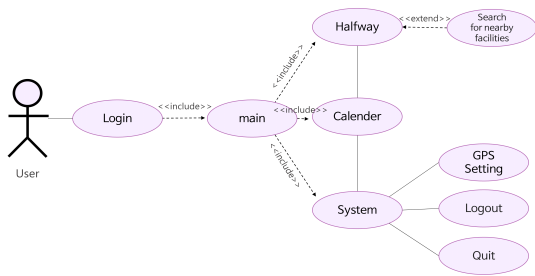 Halfway
<<extend>>
Search
for nearby
facilities
<<include>>
Login
<<include>>
main
<<include>>
Calender
User
<<include>>
System
GPS
Setting
Logout
Quit